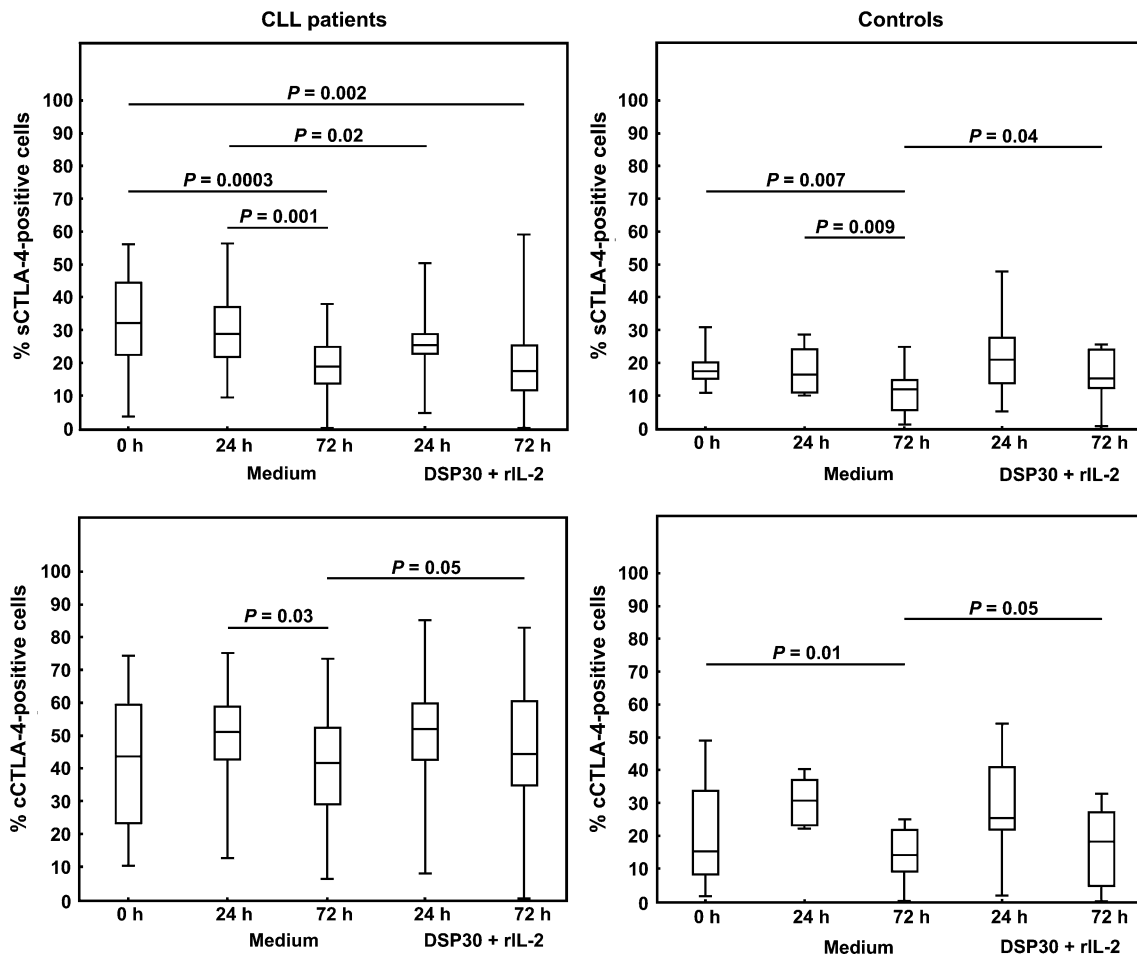 CLL patients
Controls
% sCTLA-4-positive cells
100
90
80
70
60
50
40
30
20
10
0
P = 0.002
P = 0.02
P = 0.0003
P = 0.001
0 h 24 h 72 h 24 h 72 h
Medium DSP30 + rIL-2
% sCTLA-4-positive cells
100
90
80
70
60
50
40
30
20
10
0
P = 0.04
P = 0.007
P = 0.009
0 h 24 h 72 h 24 h 72 h
Medium DSP30 + rIL-2
% cCTLA-4-positive cells
100
90
80
70
60
50
40
30
20
10
0
P = 0.05
P = 0.03
0 h 24 h 72 h 24 h 72 h
Medium DSP30 + rIL-2
% cCTLA-4-positive cells
100
90
80
70
60
50
40
30
20
10
0
P = 0.05
P = 0.01
0 h 24 h 72 h 24 h 72 h
Medium DSP30 + rIL-2